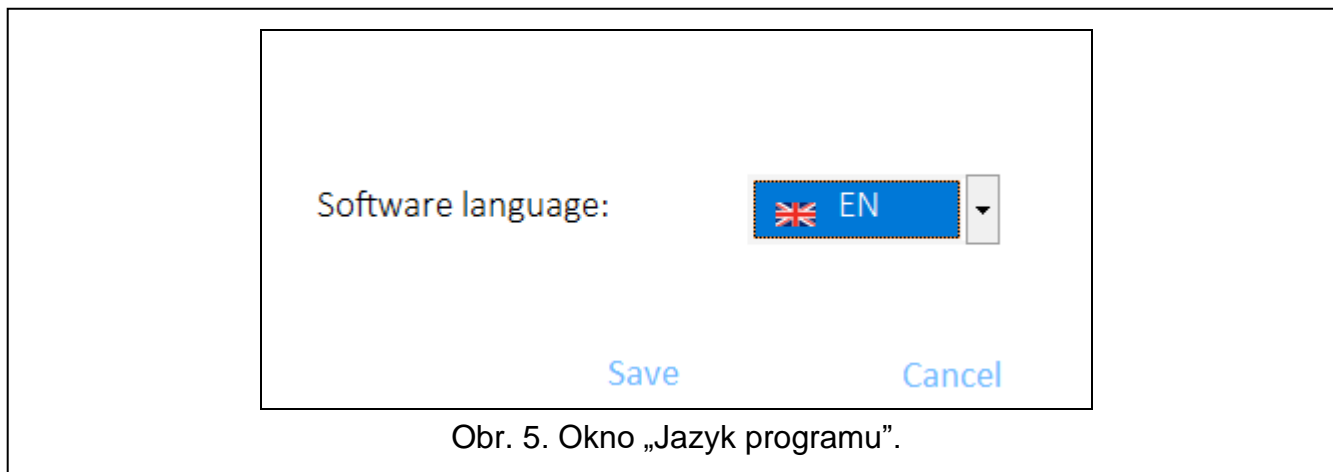 Software language:
EN
Save
Cancel
Obr. 5. Okno „Jazyk programu”.